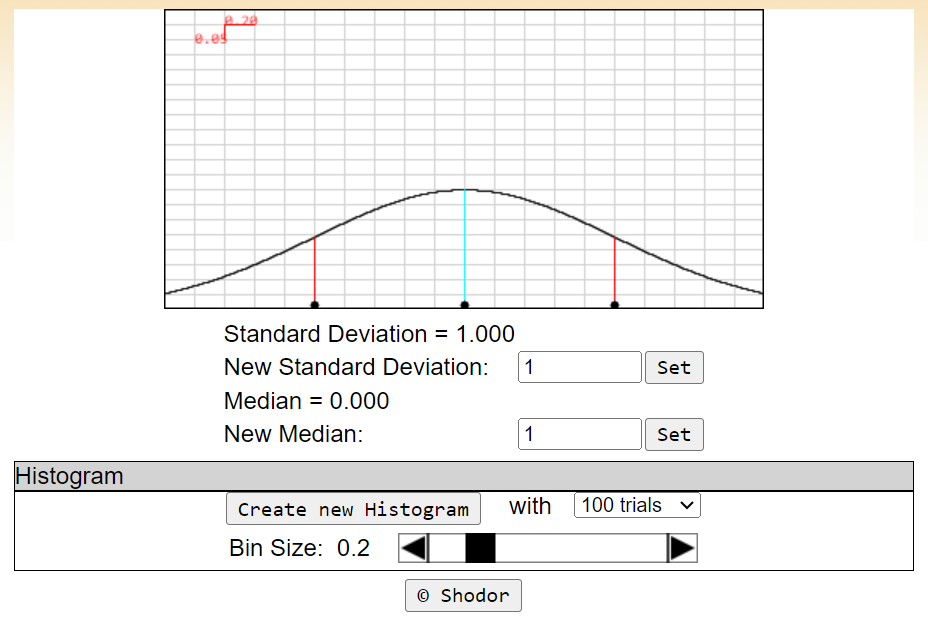 0.20
0.05
Standard Deviation = 1.000
New Standard Deviation: 1 Set
Median = 0.000
New Median: 1 Set
Histogram
Create new Histogram with 100 trials
Bin Size: 0.2
© Shodor